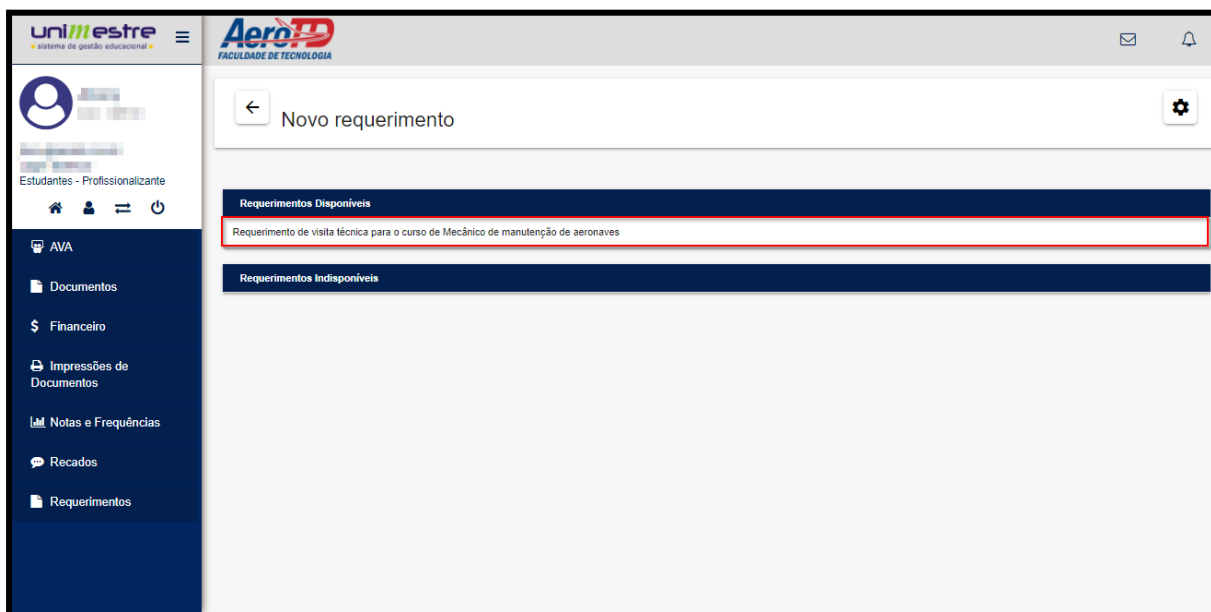 unimestre
sistema de gestão educacional
AeroTD
FACULDADE DE TECNOLOGIA
Novo requerimento
Estudantes - Profissionalizante
AVA
Documentos
$ Financeiro
Impressões de
Documentos
Notas e Frequências
Recados
Requerimentos
Requerimentos Disponíveis
Requerimento de visita técnica para o curso de Mecânico de manutenção de aeronaves
Requerimentos Indisponíveis